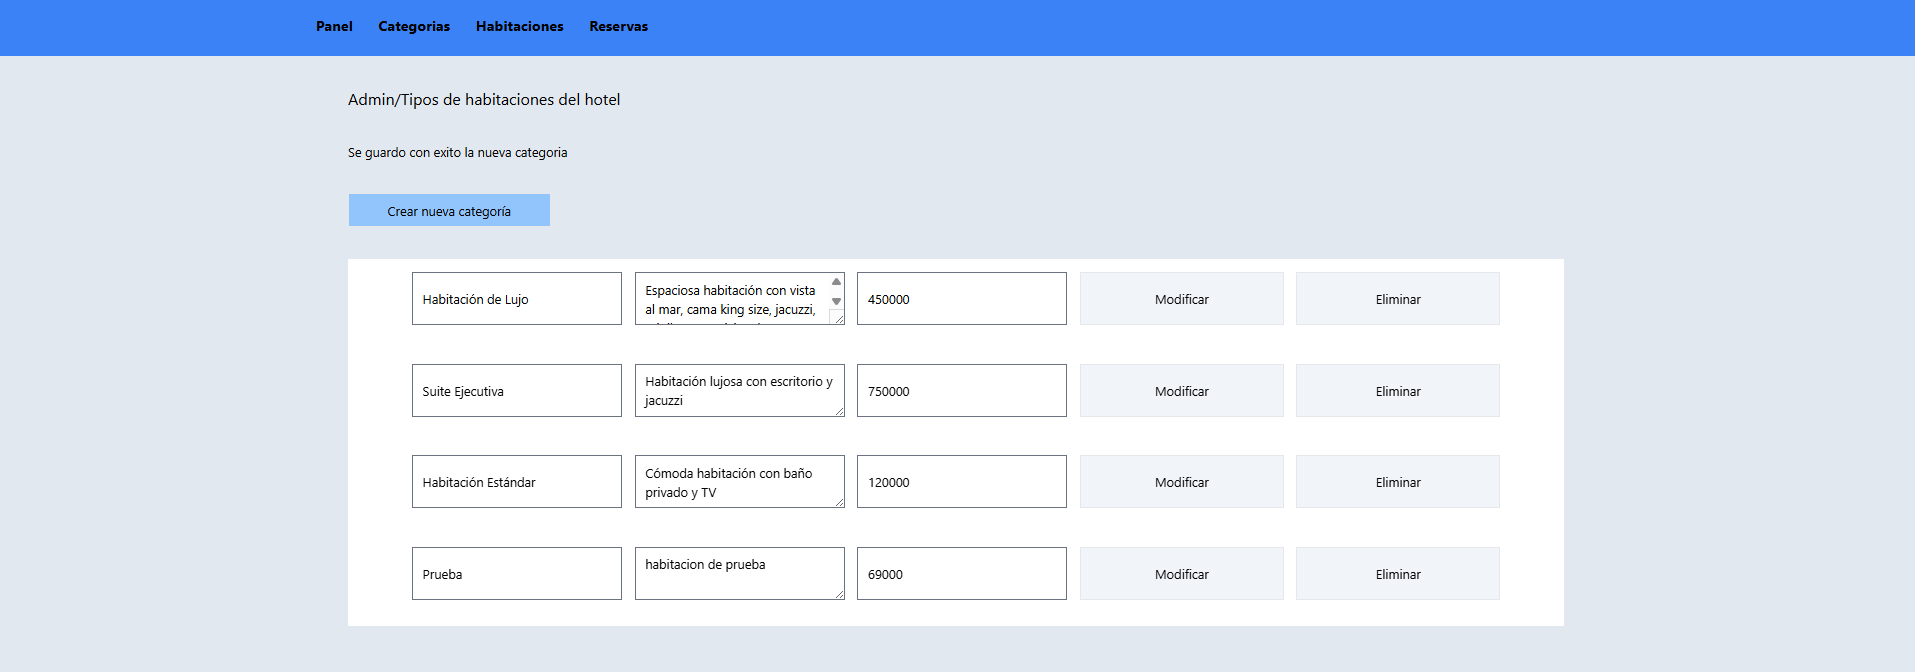 Panel Categorias Habitaciones Reservas
Admin/Tipos de habitaciones del hotel
Se guardo con exito la nueva categoria
Crear nueva categoría
Habitación de Lujo
Espaciosa habitación con vista
al mar, cama king size, jacuzzi,
450000
Modificar
Eliminar
Suite Ejecutiva
Habitación lujosa con escritorio y
jacuzzi
750000
Modificar
Eliminar
Habitación Estándar
Cómoda habitación con baño
privado y TV
120000
Modificar
Eliminar
Prueba
habitacion de prueba
69000
Modificar
Eliminar